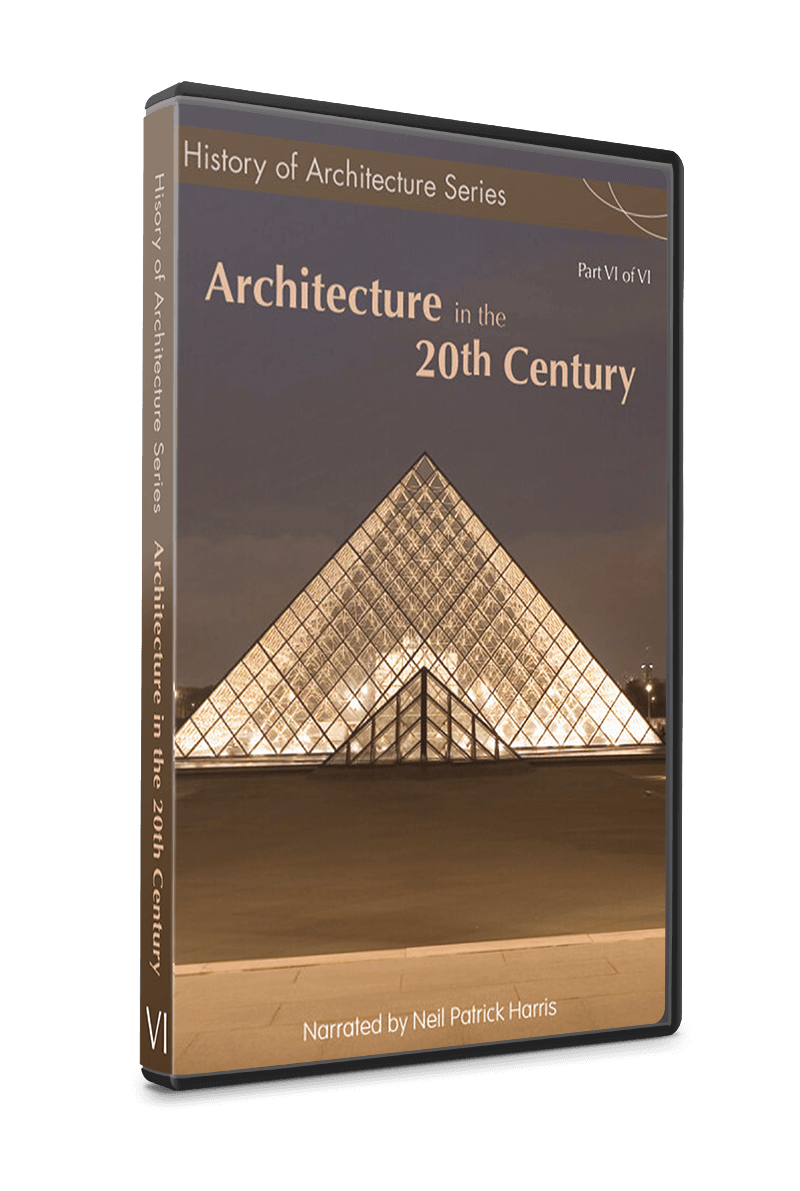 History of Architecture Series
Part VI of VI
Architecture in the
20th Century
Narrated by Neil Patrick Harris
Hisory of Architecture Series Architecture in the 20th Century VI